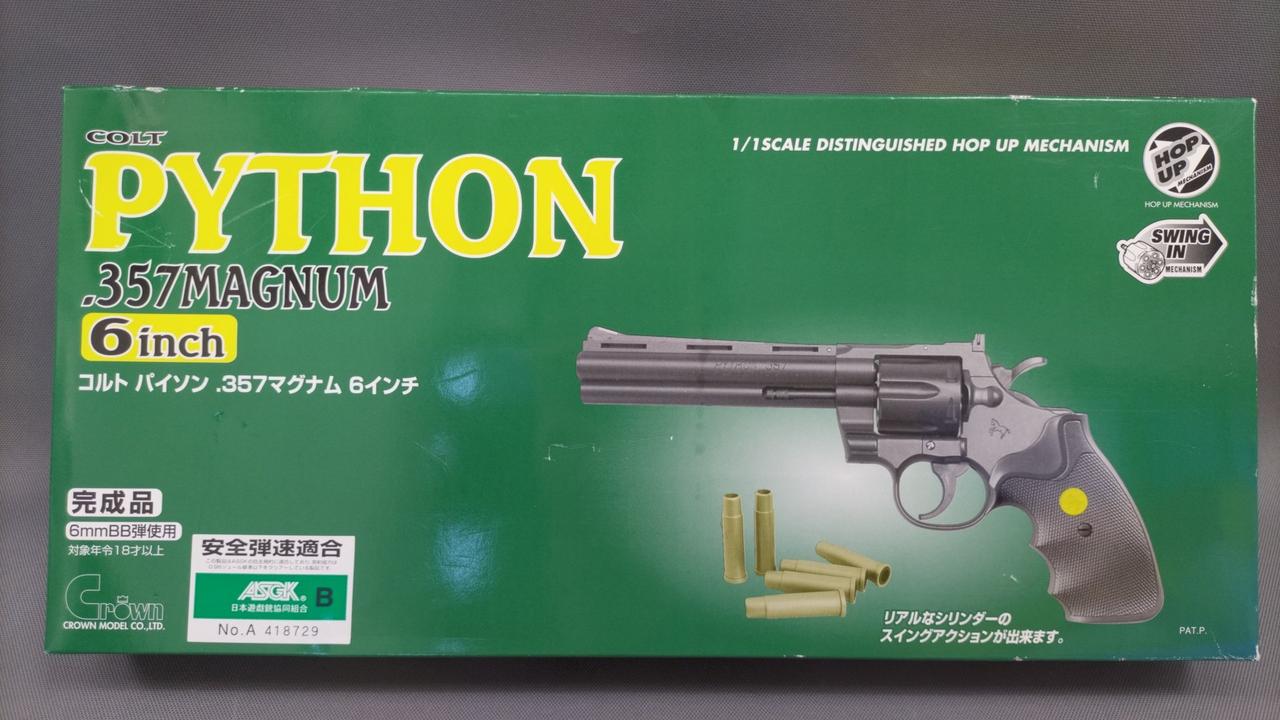 COLT
PYTHON
.357MAGNUM
6inch
コルト パイソン .357マグナム 6インチ
1/1SCALE DISTINGUISHED HOP UP MECHANISM
HOP UP
MECHANISM
HOP UP MECHANISM
SWING
IN
MECHANISM
PYTHON 357
完成品
6mmBB弾使用
対象年令18才以上
Crown
CROWN MODEL CO.,LTD.
安全弾速適合
ASGK® B
日本遊戯銃協同組合
No.A 418729
リアルなシリンダーの
スイングアクションが出来ます。
PAT.P.